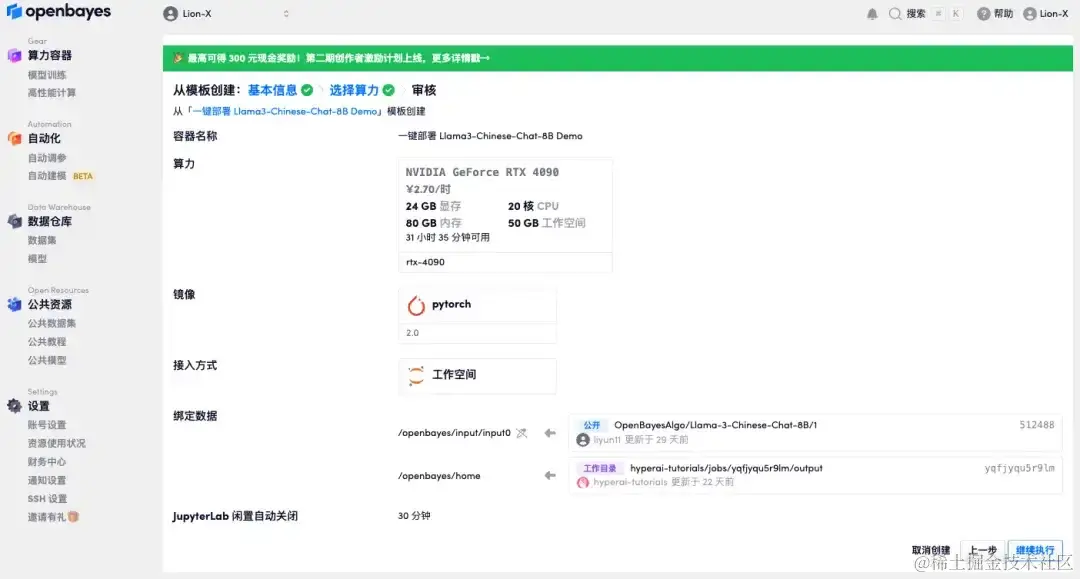 openbayes
Lion-X
搜索 ⌘ K 帮助 Lion-X
Gear
算力容器
模型训练
高性能计算
Automation
自动化
自动调参
自动建模 BETA
Data Warehouse
数据仓库
数据集
模型
Open Resources
公共资源
公共数据集
公共教程
公共模型
Settings
设置
账号设置
资源使用状况
财务中心
通知设置
SSH 设置
邀请有礼
最高可得 300 元现金奖励！第二期创作者激励计划上线，更多详情戳→
从模板创建： 基本信息 选择算力 审核
从「一键部署 Llama3-Chinese-Chat-8B Demo」模板创建
容器名称 一键部署 Llama3-Chinese-Chat-8B Demo
算力
NVIDIA GeForce RTX 4090
¥2.70/时
24 GB 显存 20 核 CPU
80 GB 内存 50 GB 工作空间
31 小时 35 分钟可用
rtx-4090
镜像
pytorch
2.0
接入方式
工作空间
绑定数据
/openbayes/input/input0
公开 OpenBayesAlgo/Llama-3-Chinese-Chat-8B/1 512488
liyun11 更新于 29 天前
/openbayes/home
工作目录 hyperai-tutorials/jobs/yqfjyqu5r9lm/output yqfjyqu5r9lm
hyperai-tutorials 更新于 22 天前
JupyterLab 闲置自动关闭 30 分钟
取消创建 上一步 继续执行
@稀土掘金技术社区